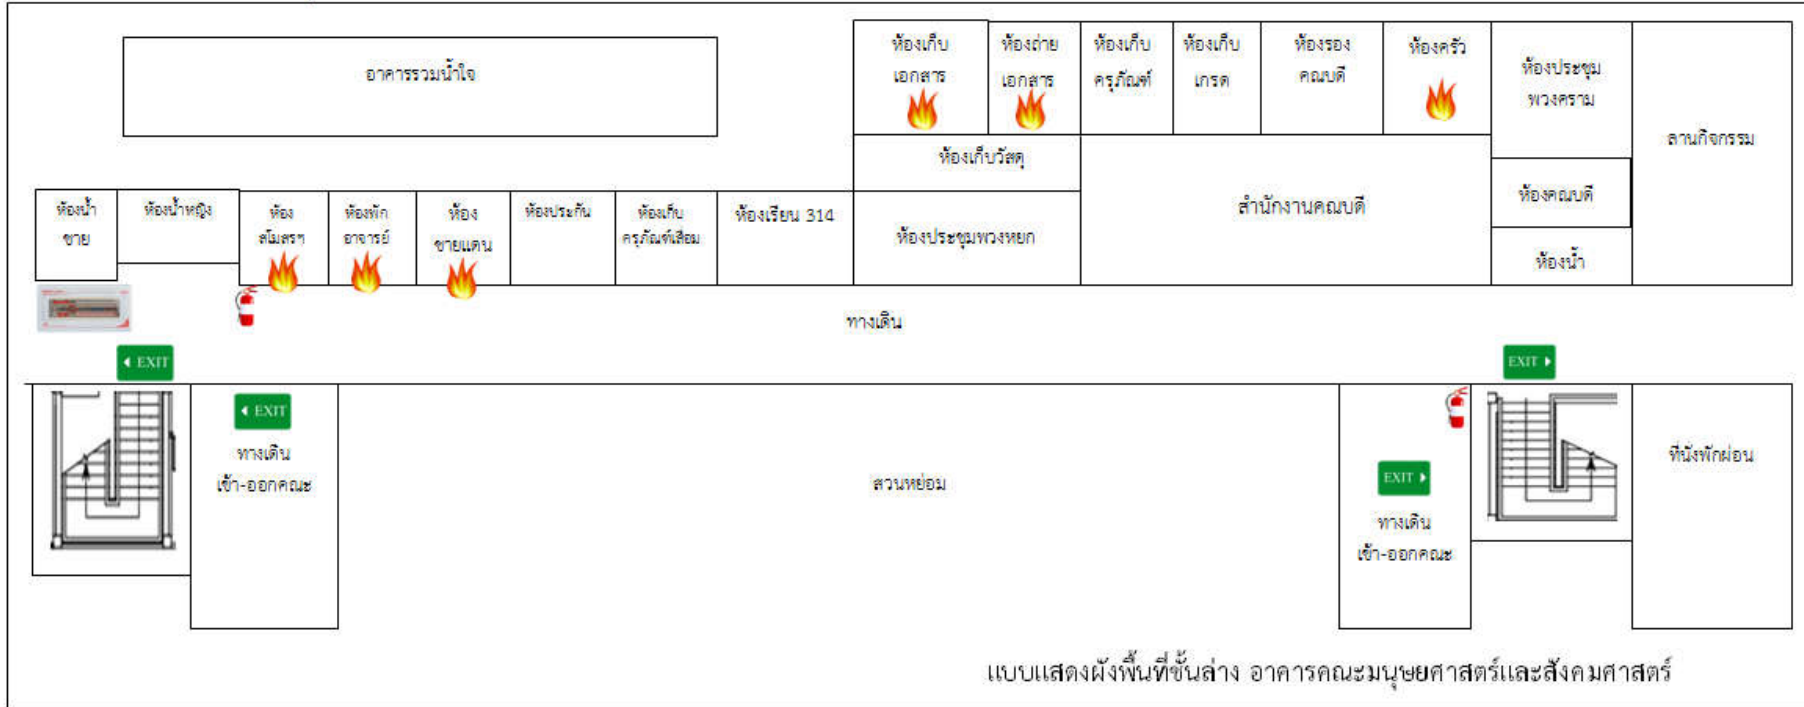 อาคารรวมน้ำใจ
ห้องเก็บ
เอกสาร
ห้องถ่าย
เอกสาร
ห้องเก็บ
ครุภัณฑ์
ห้องเก็บ
เกรด
ห้องรอง
คณบดี
ห้องครัว
ห้องประชุม
พวงคราม
ลานกิจกรรม
ห้องเก็บวัสดุ
ห้องน้ำ
ชาย
ห้องน้ำหญิง
ห้อง
สโมสรฯ
ห้องพัก
อาจารย์
ห้อง
ชายแดน
ห้องประกัน
ห้องเก็บ
ครุภัณฑ์เสื่อม
ห้องเรียน 314
ห้องประชุมพวงหยก
สำนักงานคณบดี
ห้องคณบดี
ห้องน้ำ
ทางเดิน
EXIT
EXIT
EXIT
ทางเดิน
เข้า-ออกคณะ
สวนหย่อม
EXIT
ทางเดิน
เข้า-ออกคณะ
ที่นั่งพักผ่อน
แบบแสดงผังพื้นที่ชั้นล่าง อาคารคณะมนุษยศาสตร์และสังคมศาสตร์